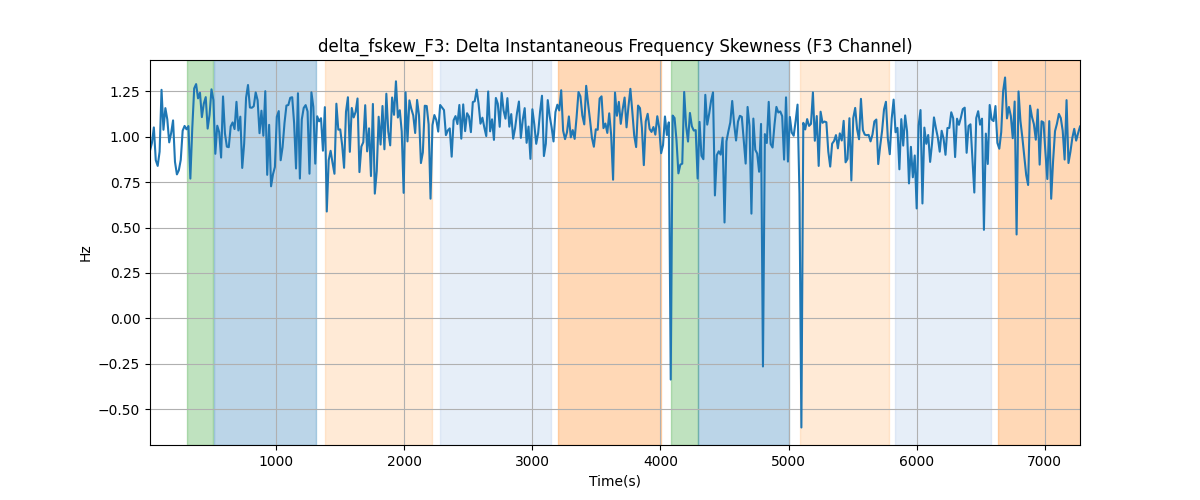 delta_fskew_F3: Delta Instantaneous Frequency Skewness (F3 Channel)
1.25
1.00
0.75
0.50
0.25
0.00
−0.25
−0.50
Hz
1000 2000 3000 4000 5000 6000 7000
Time(s)